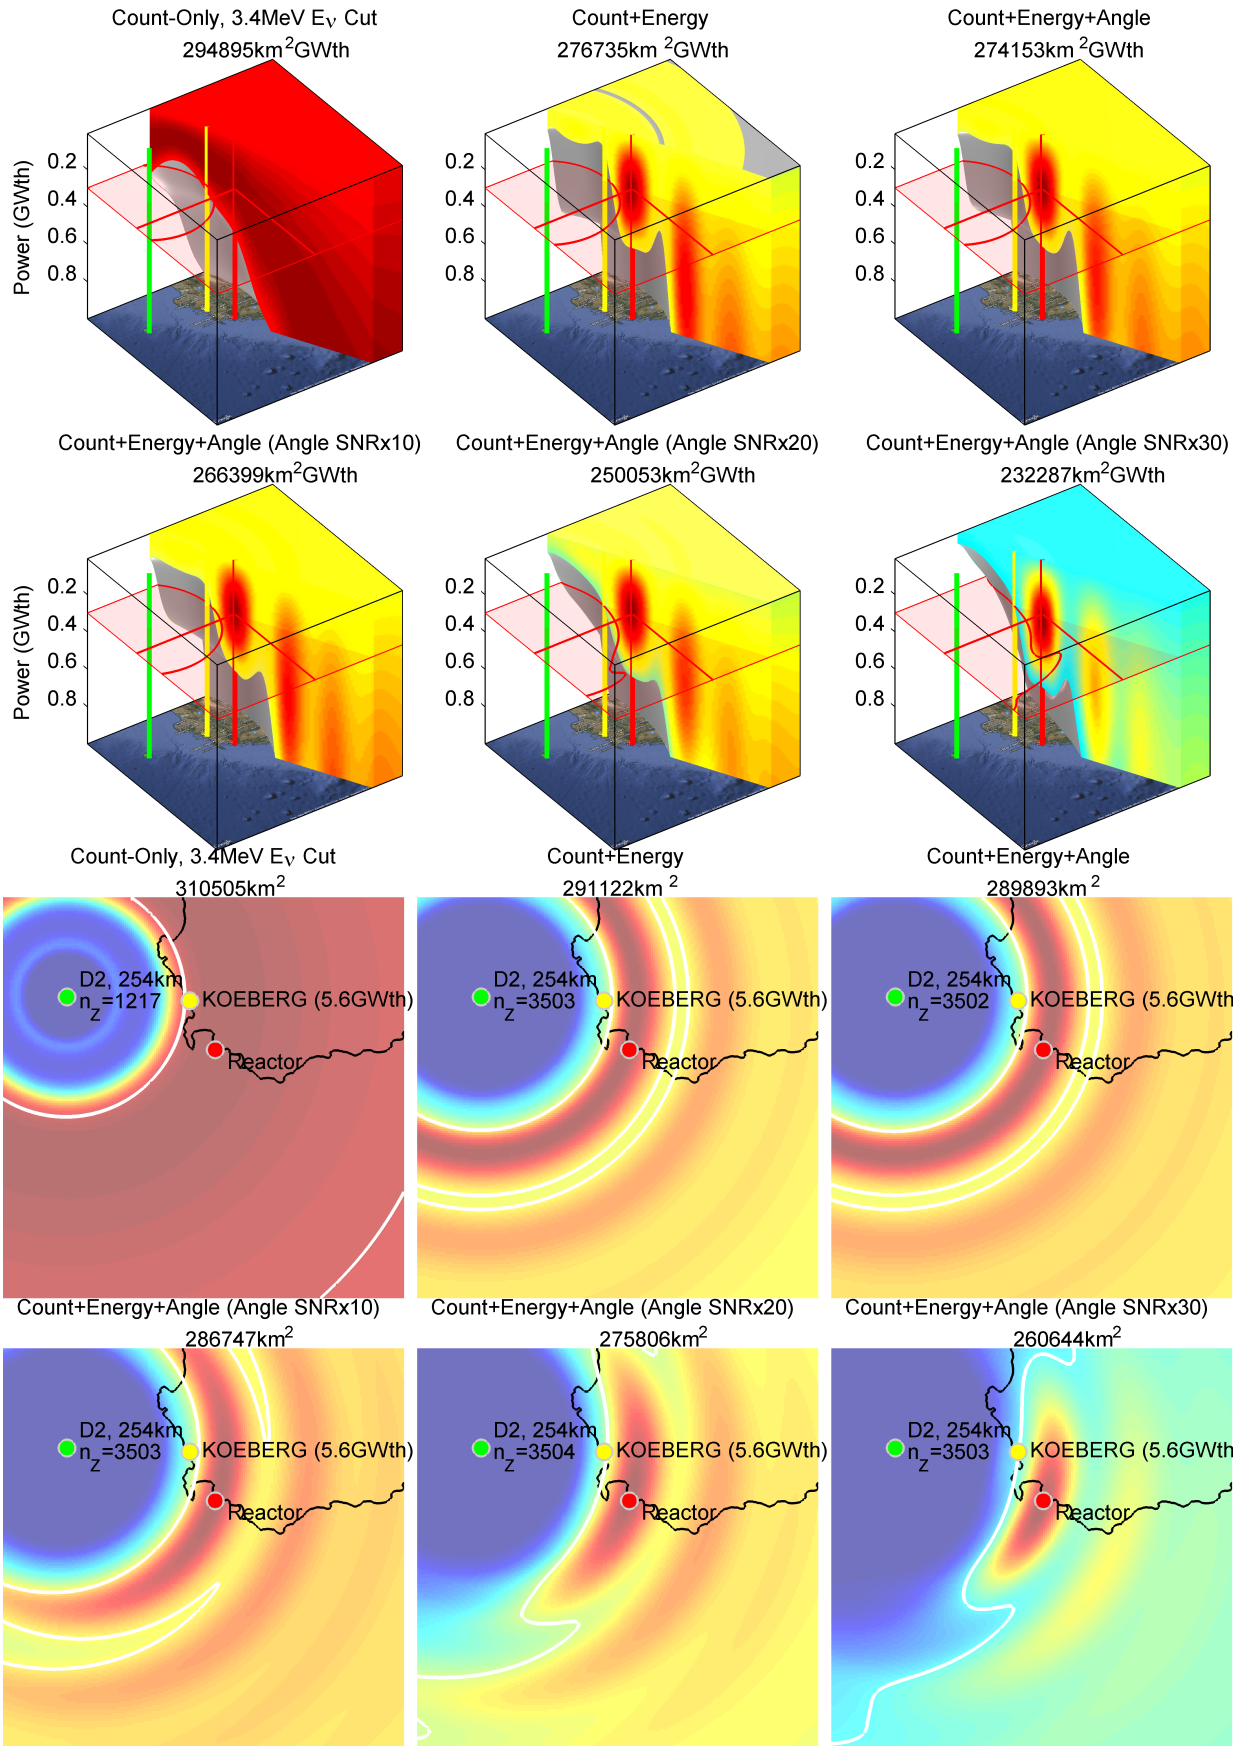 Count-Only, 3.4MeV Eν Cut
294895km²GWth
Count+Energy
276735km ²GWth
Count+Energy+Angle
274153km²GWth
Power (GWth)
0.2
0.4
0.6
0.8
0.2
0.4
0.6
0.8
0.2
0.4
0.6
0.8
Count+Energy+Angle (Angle SNRx10)
266399km²GWth
Count+Energy+Angle (Angle SNRx20)
250053km²GWth
Count+Energy+Angle (Angle SNRx30)
232287km²GWth
Power (GWth)
0.2
0.4
0.6
0.8
0.2
0.4
0.6
0.8
0.2
0.4
0.6
0.8
Count-Only, 3.4MeV Eν Cut
310505km²
D2, 254km
n_z=1217
KOEBERG (5.6GWth)
Reactor
Count+Energy
291122km ²
D2, 254km
n_z=3503
KOEBERG (5.6GWth)
Reactor
Count+Energy+Angle
289893km ²
D2, 254km
n_z=3502
KOEBERG (5.6GWth)
Reactor
Count+Energy+Angle (Angle SNRx10)
286747km²
D2, 254km
n_z=3503
KOEBERG (5.6GWth)
Reactor
Count+Energy+Angle (Angle SNRx20)
275806km²
D2, 254km
n_z=3504
KOEBERG (5.6GWth)
Reactor
Count+Energy+Angle (Angle SNRx30)
260644km²
D2, 254km
n_z=3503
KOEBERG (5.6GWth)
Reactor